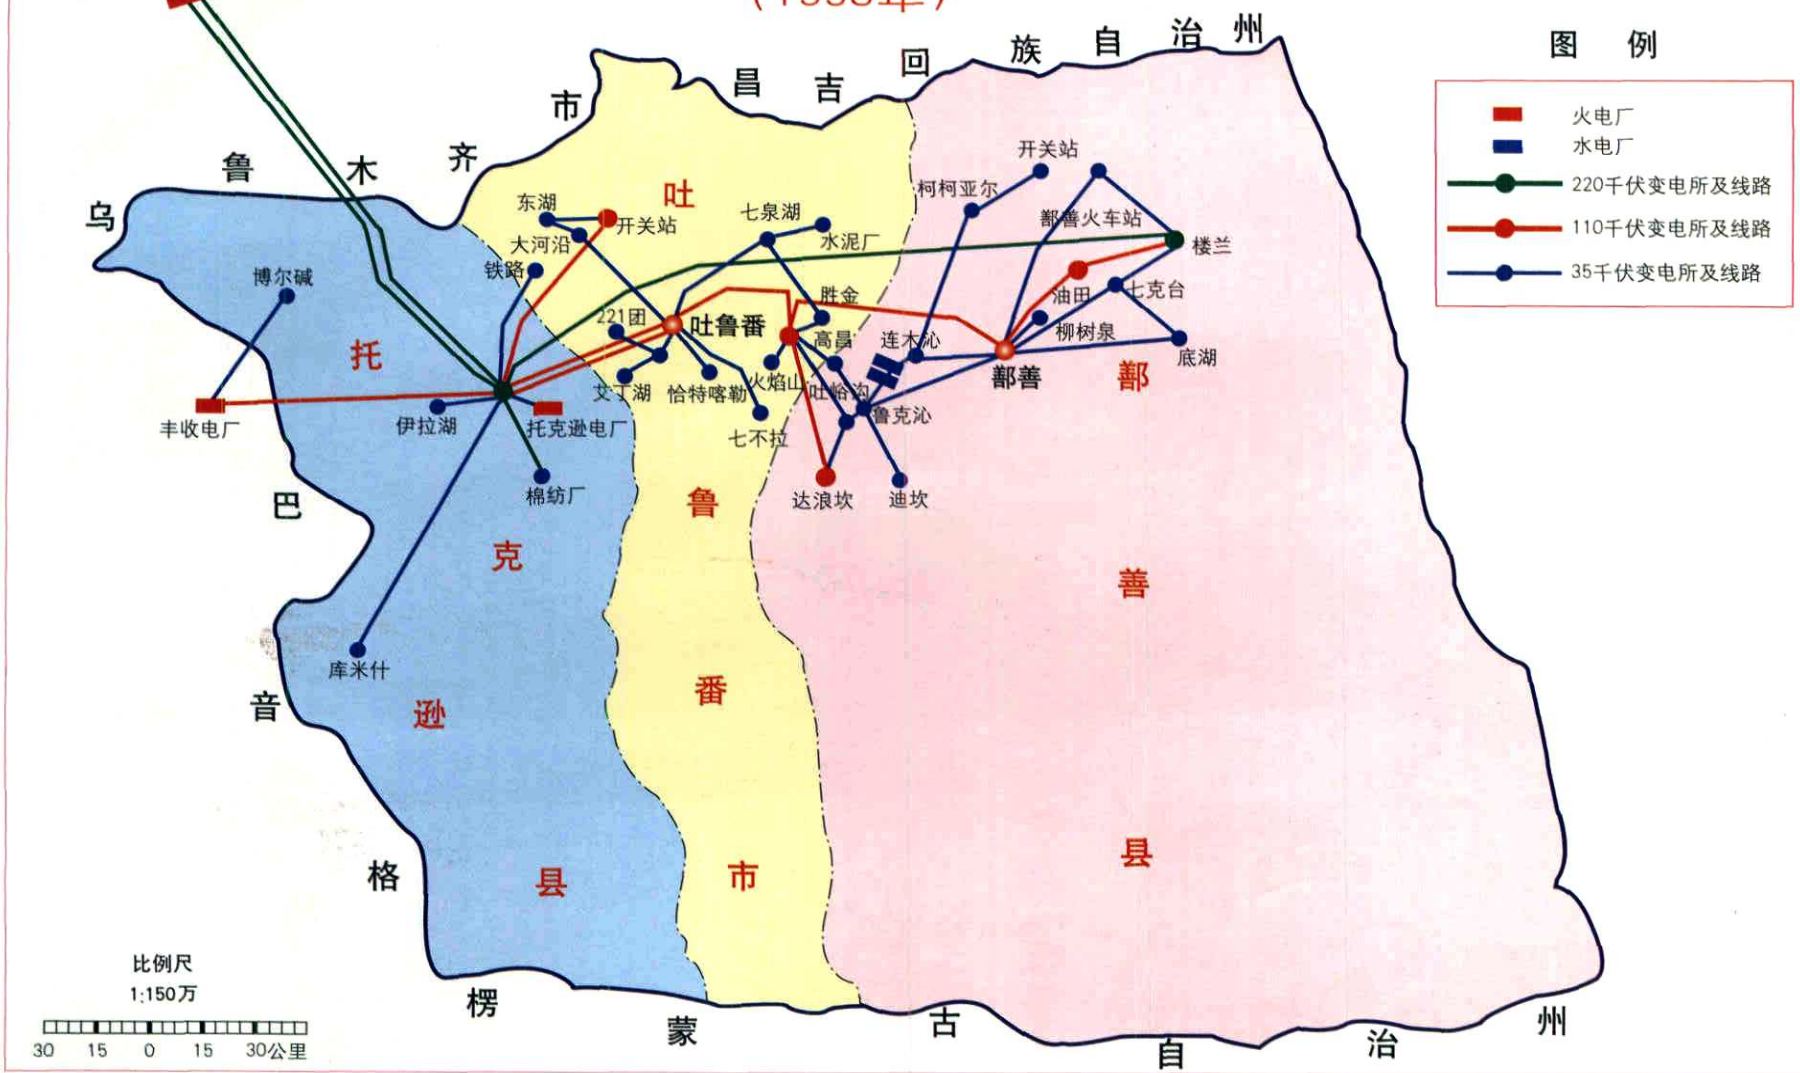 图 例
火电厂
水电厂
220千伏变电所及线路
110千伏变电所及线路
35千伏变电所及线路
乌鲁木齐市
昌吉回族自治州
巴音格楞蒙古自治州
托克逊县
吐鲁番市
鄯善县
博尔碱
丰收电厂
伊拉湖
托克逊电厂
棉纺厂
库米什
东湖
开关站
大河沿
铁路
221团
吐鲁番
艾丁湖
恰特喀勒
七不拉
七泉湖
水泥厂
胜金
高昌
火焰山
吐峪沟
连木沁
鲁克沁
达浪坎
迪坎
柯柯亚尔
开关站
鄯善火车站
楼兰
油田
七克台
柳树泉
底湖
鄯善
比例尺
1:150万
30 15 0 15 30公里